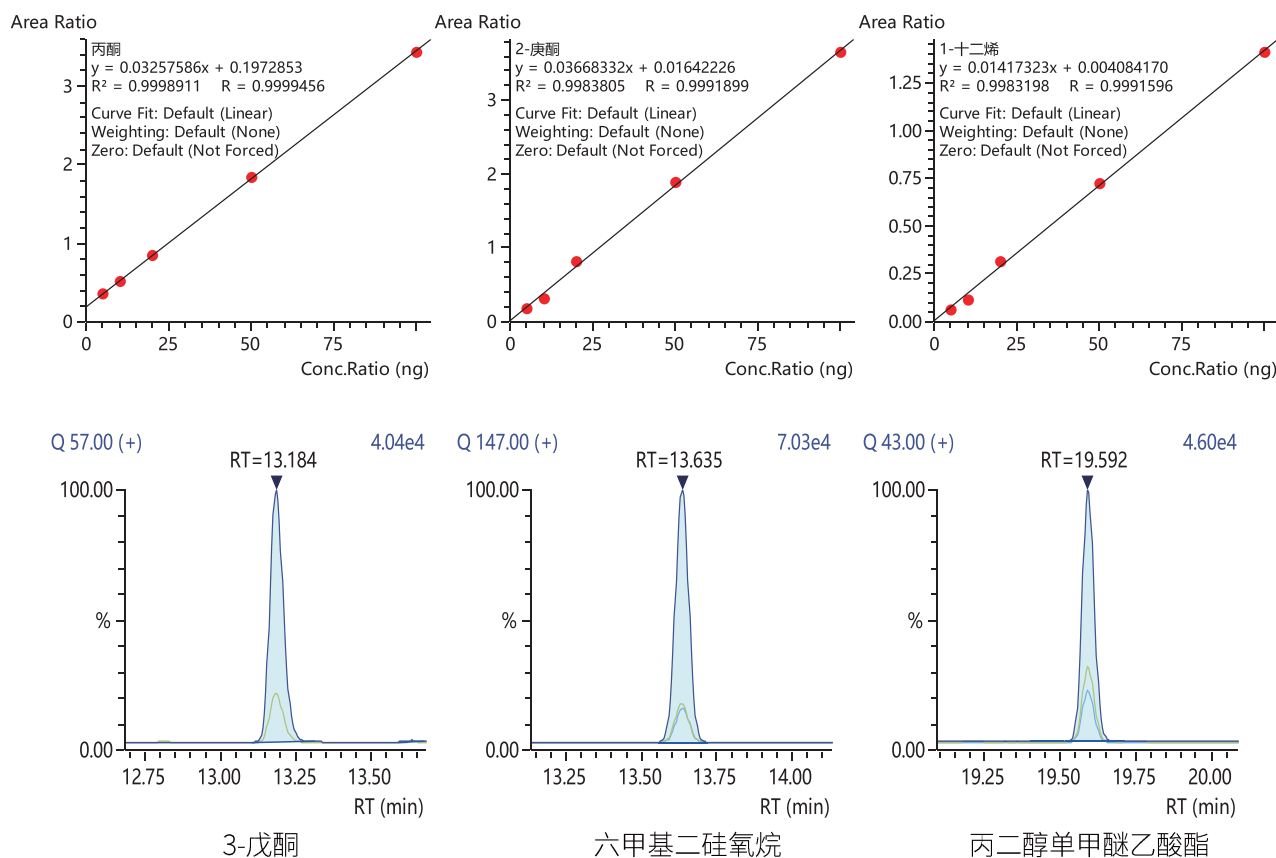 Area Ratio
丙酮
y = 0.03257586x + 0.1972853
R² = 0.9998911 R = 0.9999456
Curve Fit: Default (Linear)
Weighting: Default (None)
Zero: Default (Not Forced)
3
2
1
0
0 25 50 75
Conc.Ratio (ng)
Area Ratio
2-庚酮
y = 0.03668332x + 0.01642226
R² = 0.9983805 R = 0.9991899
Curve Fit: Default (Linear)
Weighting: Default (None)
Zero: Default (Not Forced)
3
2
1
0
0 25 50 75
Conc.Ratio (ng)
Area Ratio
1-十二烯
y = 0.01417323x + 0.004084170
R² = 0.9983198 R = 0.9991596
Curve Fit: Default (Linear)
Weighting: Default (None)
Zero: Default (Not Forced)
1.25
1.00
0.75
0.50
0.25
0.00
0 25 50 75
Conc.Ratio (ng)
Q 57.00 (+) 4.04e4
RT=13.184
100.00
%
0.00
12.75 13.00 13.25 13.50
RT (min)
3-戊酮
Q 147.00 (+) 7.03e4
RT=13.635
100.00
%
0.00
13.25 13.50 13.75 14.00
RT (min)
六甲基二硅氧烷
Q 43.00 (+) 4.60e4
RT=19.592
100.00
%
0.00
19.25 19.50 19.75 20.00
RT (min)
丙二醇单甲醚乙酸酯